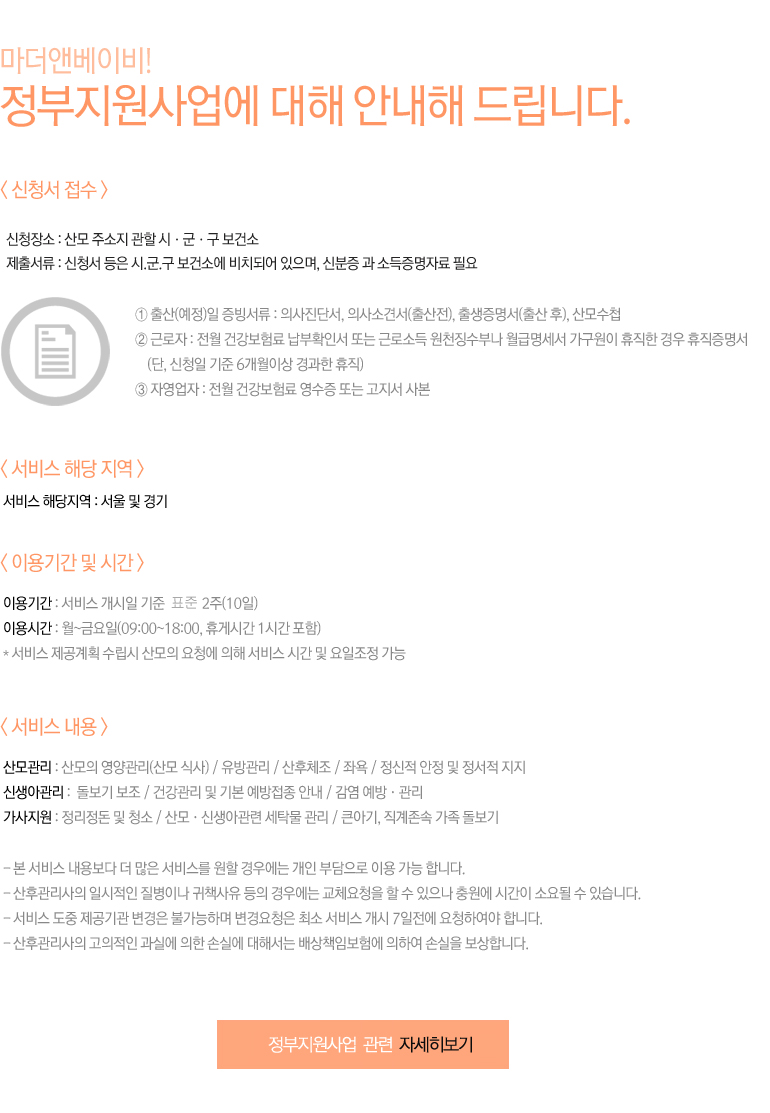 마더앤베이비!
정부지원사업에 대해 안내해 드립니다.
< 신청서 접수 >
신청장소 : 산모 주소지 관할 시 · 군 · 구 보건소
제출서류 : 신청서 등은 시.군.구 보건소에 비치되어 있으며, 신분증 과 소득증명자료 필요
① 출산(예정)일 증빙서류 : 의사진단서, 의사소견서(출산전), 출생증명서(출산 후), 산모수첩
② 근로자 : 전월 건강보험료 납부확인서 또는 근로소득 원천징수부나 월급명세서 가구원이 휴직한 경우 휴직증명서
(단, 신청일 기준 6개월이상 경과한 휴직)
③ 자영업자 : 전월 건강보험료 영수증 또는 고지서 사본
< 서비스 해당 지역 >
서비스 해당지역 : 서울 및 경기
< 이용기간 및 시간 >
이용기간 : 서비스 개시일 기준 표준 2주(10일)
이용시간 : 월~금요일(09:00~18:00, 휴게시간 1시간 포함)
* 서비스 제공계획 수립시 산모의 요청에 의해 서비스 시간 및 요일조정 가능
< 서비스 내용 >
산모관리 : 산모의 영양관리(산모 식사) / 유방관리 / 산후체조 / 좌욕 / 정신적 안정 및 정서적 지지
신생아관리 : 돌보기 보조 / 건강관리 및 기본 예방접종 안내 / 감염 예방 · 관리
가사지원 : 정리정돈 및 청소 / 산모 · 신생아관련 세탁물 관리 / 큰아기, 직계존속 가족 돌보기
- 본 서비스 내용보다 더 많은 서비스를 원할 경우에는 개인 부담으로 이용 가능 합니다.
- 산후관리사의 일시적인 질병이나 귀책사유 등의 경우에는 교체요청을 할 수 있으나 충원에 시간이 소요될 수 있습니다.
- 서비스 도중 제공기관 변경은 불가능하며 변경요청은 최소 서비스 개시 7일전에 요청하여야 합니다.
- 산후관리사의 고의적인 과실에 의한 손실에 대해서는 배상책임보험에 의하여 손실을 보상합니다.
정부지원사업 관련 자세히보기